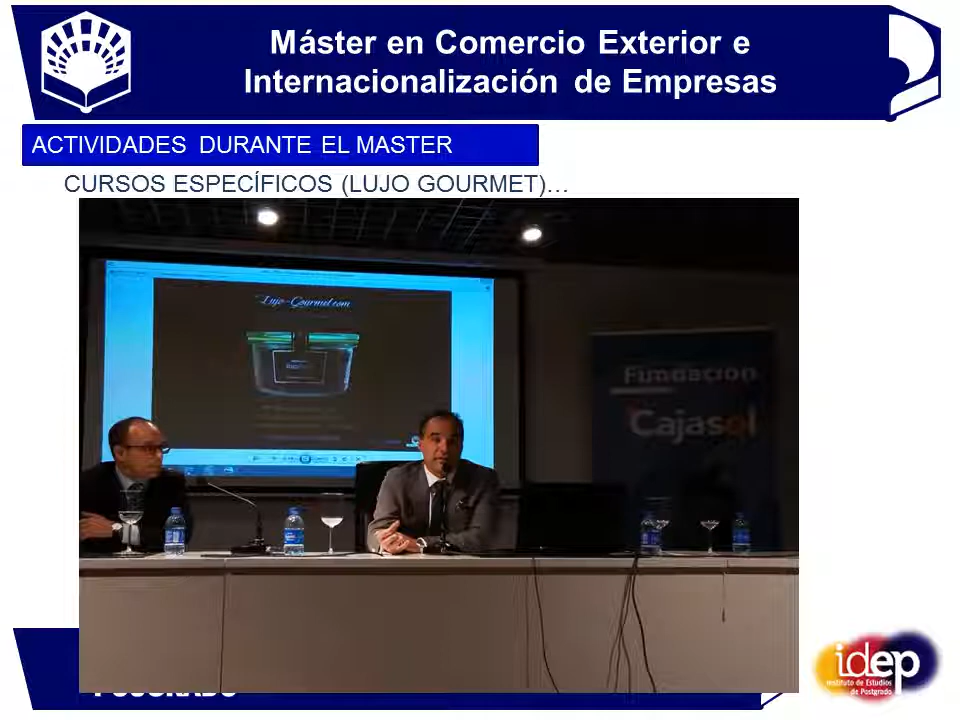 Máster en Comercio Exterior e
Internacionalización de Empresas
ACTIVIDADES DURANTE EL MASTER
CURSOS ESPECÍFICOS (LUJO GOURMET)…
Lujo-Gourmet.com
Fundación
Cajasol
idep
Instituto de Estudios
de Postgrado